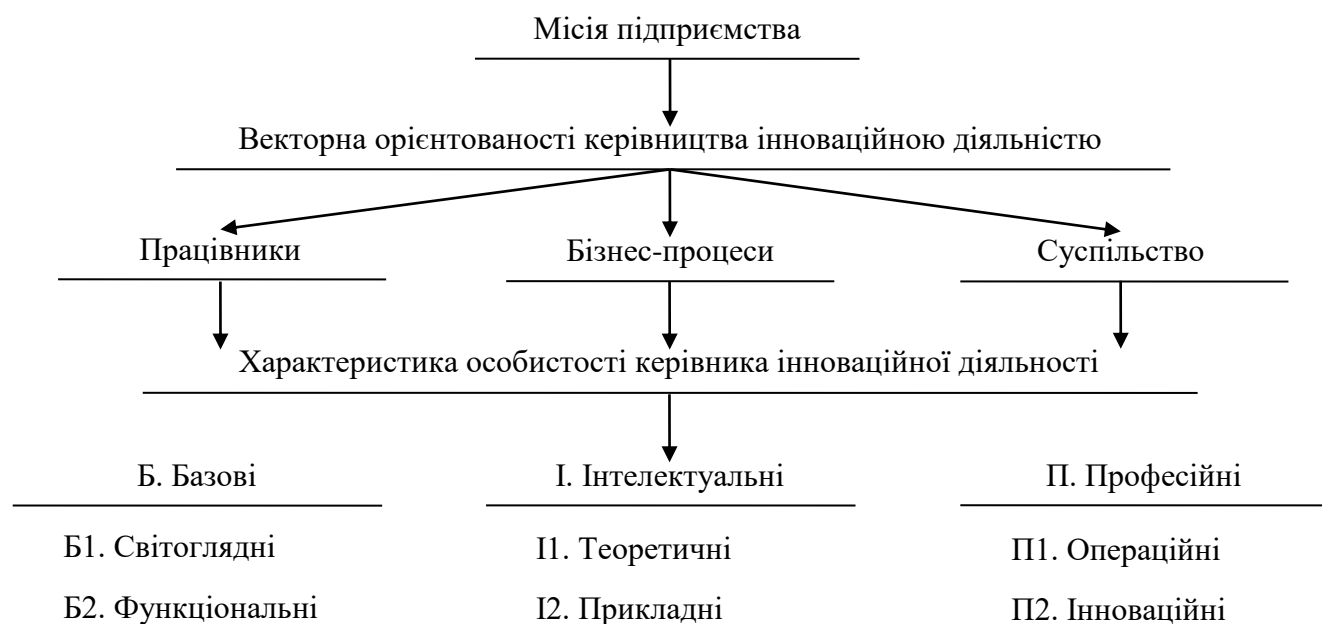 Місія підприємства
Векторна орієнтованості керівництва інноваційною діяльністю
Працівники
Бізнес-процеси
Суспільство
Характеристика особистості керівника інноваційної діяльності
Б. Базові
І. Інтелектуальні
П. Професійні
Б1. Світоглядні
І1. Теоретичні
П1. Операційні
Б2. Функціональні
І2. Прикладні
П2. Інноваційні